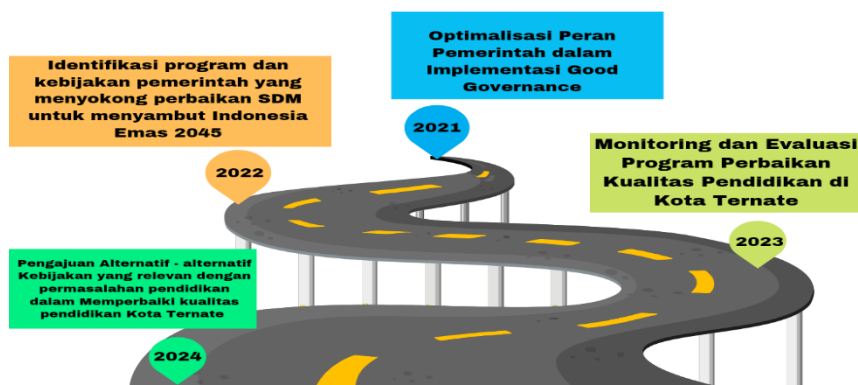 Optimalisasi Peran
Pemerintah dalam
Implementasi Good
Governance
2021
Identifikasi program dan
kebijakan pemerintah yang
menyokong perbaikan SDM
untuk menyambut Indonesia
Emas 2045
2022
Monitoring dan Evaluasi
Program Perbaikan
Kualitas Pendidikan di
Kota Ternate
2023
Pengajuan Alternatif - alternatif
Kebijakan yang relevan dengan
permasalahan pendidikan
dalam Memperbaiki kualitas
pendidikan Kota Ternate
2024